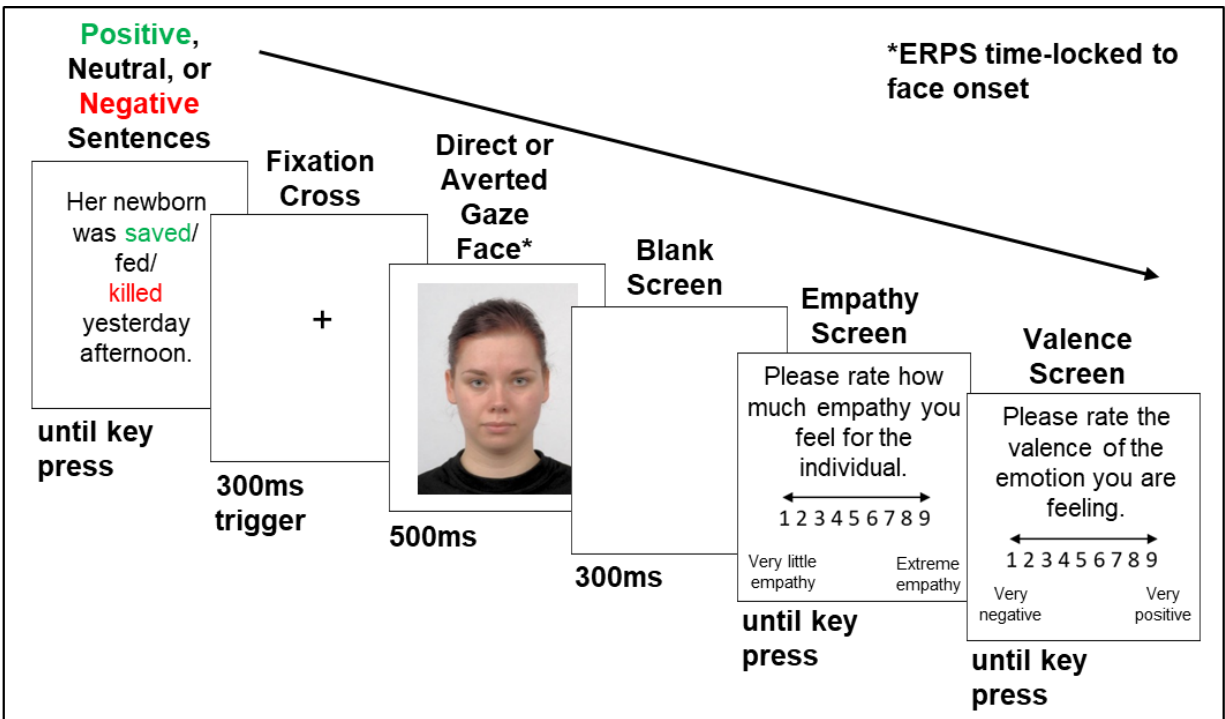 Positive,
Neutral, or
Negative
Sentences
Her newborn
was saved/
fed/
killed
yesterday
afternoon.
until key
press
Fixation
Cross
+
300ms
trigger
Direct or
Averted
Gaze
Face*
500ms
Blank
Screen
300ms
Empathy
Screen
Please rate how
much empathy you
feel for the
individual.
1 2 3 4 5 6 7 8 9
Very little
empathy
Extreme
empathy
until key
press
Valence
Screen
Please rate the
valence of the
emotion you are
feeling.
1 2 3 4 5 6 7 8 9
Very
negative
Very
positive
until key
press
*ERPS time-locked to
face onset